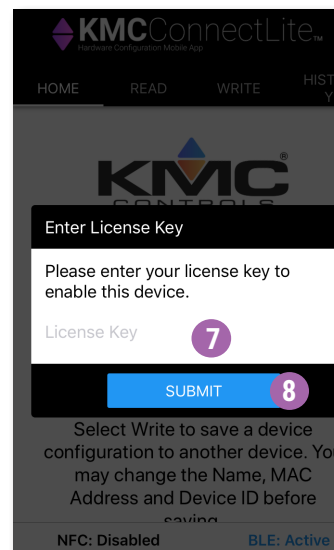 KMCConnectLite™
Hardware Configuration Mobile App
HOME READ WRITE
KMC®
CONTROLS
Enter License Key
Please enter your license key to
enable this device.
License Key 7
SUBMIT 8
Select Write to save a device
configuration to another device. You
may change the Name, MAC
Address and Device ID before
saving
NFC: Disabled BLE: Active